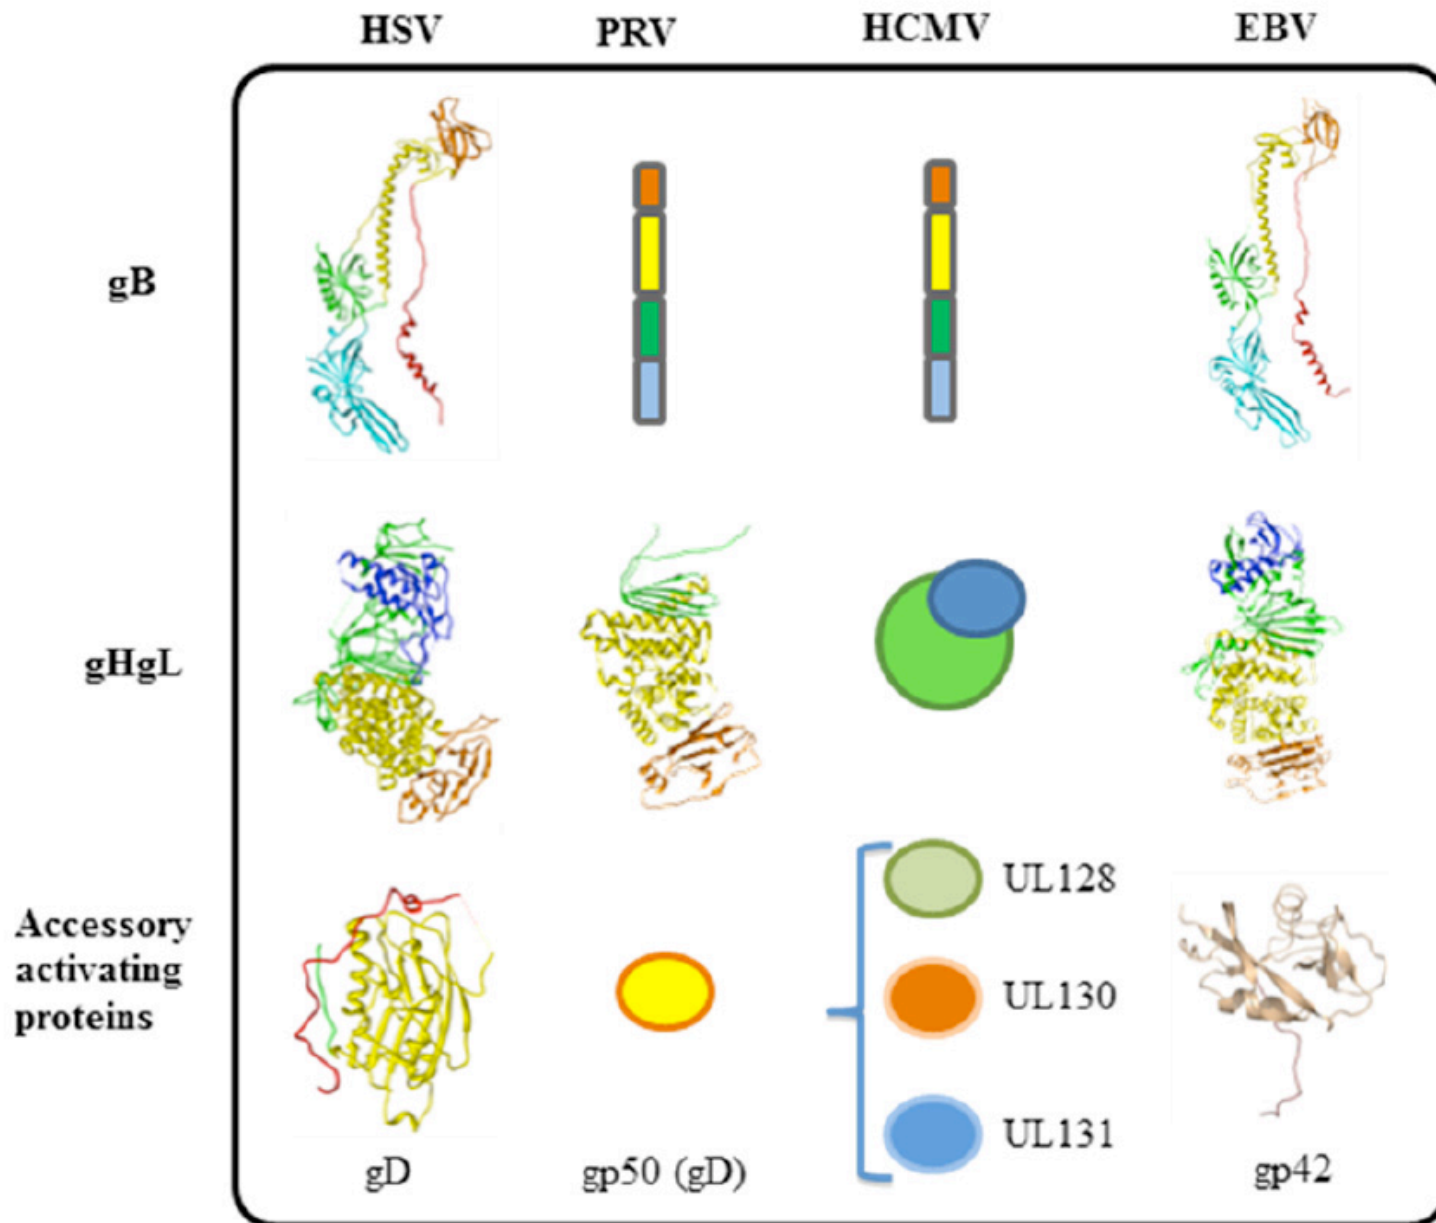 HSV PRV HCMV EBV
gB
gHgL
Accessory
activating
proteins
UL128
UL130
UL131
gD gp50 (gD) gp42